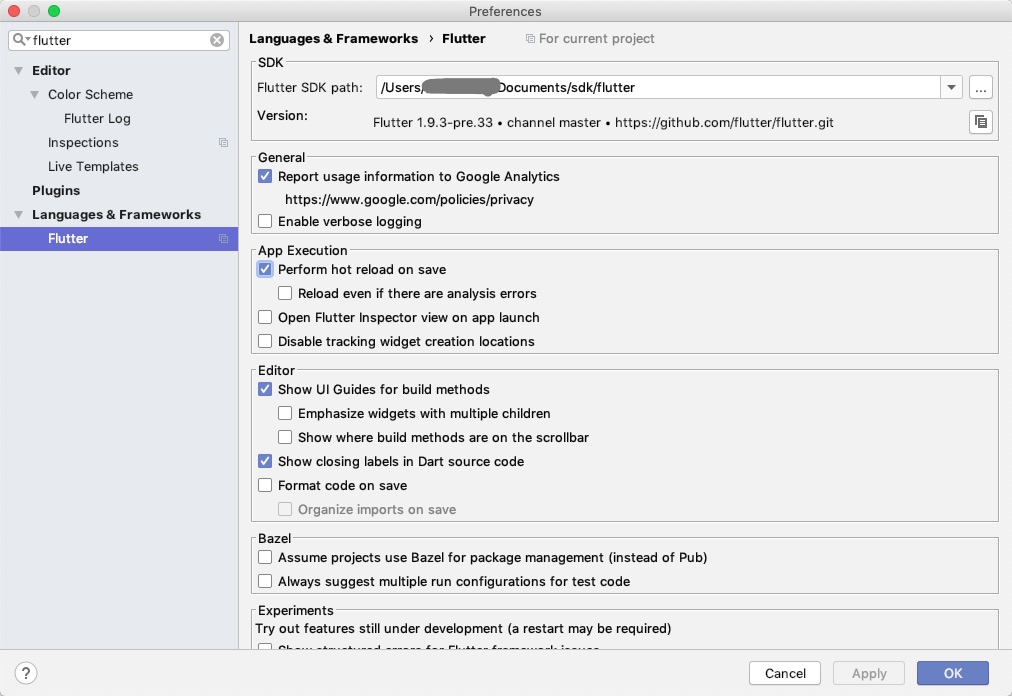 Preferences
flutter
Editor
Color Scheme
Flutter Log
Inspections
Live Templates
Plugins
Languages & Frameworks
Flutter
Languages & Frameworks › Flutter For current project
SDK
Flutter SDK path: /Users/ Documents/sdk/flutter ...
Version: Flutter 1.9.3-pre.33 • channel master • https://github.com/flutter/flutter.git
General
Report usage information to Google Analytics
https://www.google.com/policies/privacy
Enable verbose logging
App Execution
Perform hot reload on save
Reload even if there are analysis errors
Open Flutter Inspector view on app launch
Disable tracking widget creation locations
Editor
Show UI Guides for build methods
Emphasize widgets with multiple children
Show where build methods are on the scrollbar
Show closing labels in Dart source code
Format code on save
Organize imports on save
Bazel
Assume projects use Bazel for package management (instead of Pub)
Always suggest multiple run configurations for test code
Experiments
Try out features still under development (a restart may be required)
Show structured errors for Flutter framework issues
? Cancel Apply OK